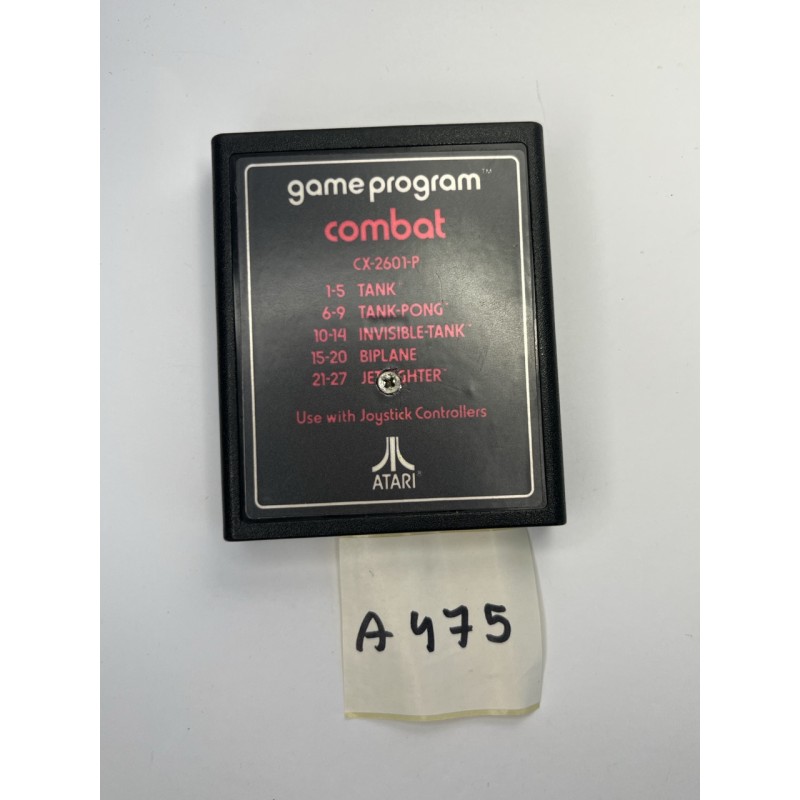 game program™
combat
CX-2601-P
1-5 TANK
6-9 TANK-PONG™
10-14 INVISIBLE-TANK™
15-20 BIPLANE
21-27
Use with Joystick Controllers
ATARI®
A475